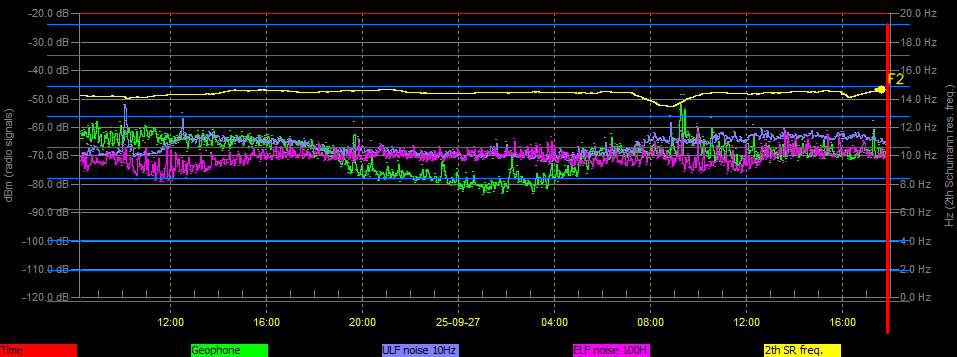 -20.0 dB 20.0 Hz
-30.0 dB 18.0 Hz
-40.0 dB 16.0 Hz
F2
-50.0 dB 14.0 Hz
-60.0 dB 12.0 Hz
-70.0 dB 10.0 Hz
-80.0 dB 8.0 Hz
-90.0 dB 6.0 Hz
-100.0 dB 4.0 Hz
-110.0 dB 2.0 Hz
-120.0 dB 0.0 Hz
dBm (radio signals)
Hz (2th Schumann res. freq.)
12:00 16:00 20:00 25-09-27 04:00 08:00 12:00 16:00
Time Geophone ULF noise 10Hz ELF noise 100H 2th SR freq.